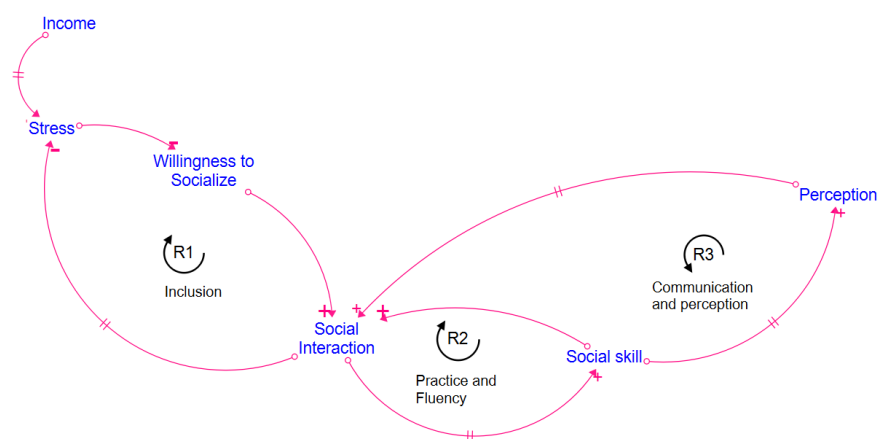 Income
Stress
Willingness to
Socialize
Perception
R1
R3
Inclusion
Communication
and perception
Social
Interaction
R2
Social skill
Practice and
Fluency